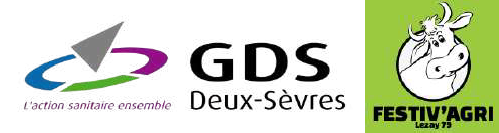 GDS
L'action sanitaire ensemble
Deux-Sèvres
FESTIV'AGRI
Lezay 79